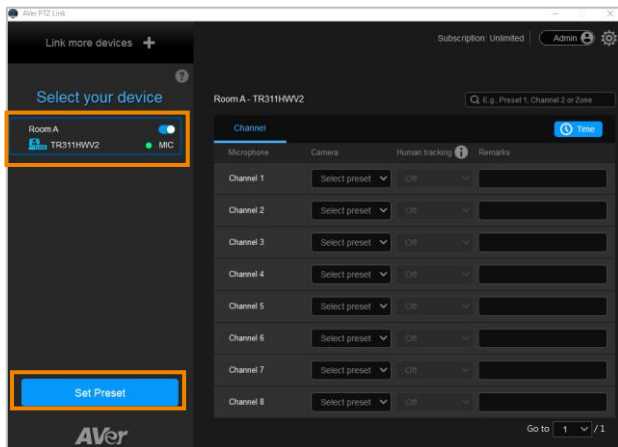 AVer PTZ Link
Link more devices +
Subscription: Unlimited
Admin
?
Select your device
Room A
TR311HWV2
MIC
Room A - TR311HWV2
E.g., Preset 1, Channel 2 or Zone
Channel
Time
Microphone Camera Human tracking i Remarks
Channel 1 Select preset Off
Channel 2 Select preset Off
Channel 3 Select preset Off
Channel 4 Select preset Off
Channel 5 Select preset Off
Channel 6 Select preset Off
Channel 7 Select preset Off
Channel 8 Select preset Off
Set Preset
AVer
Go to 1 / 1